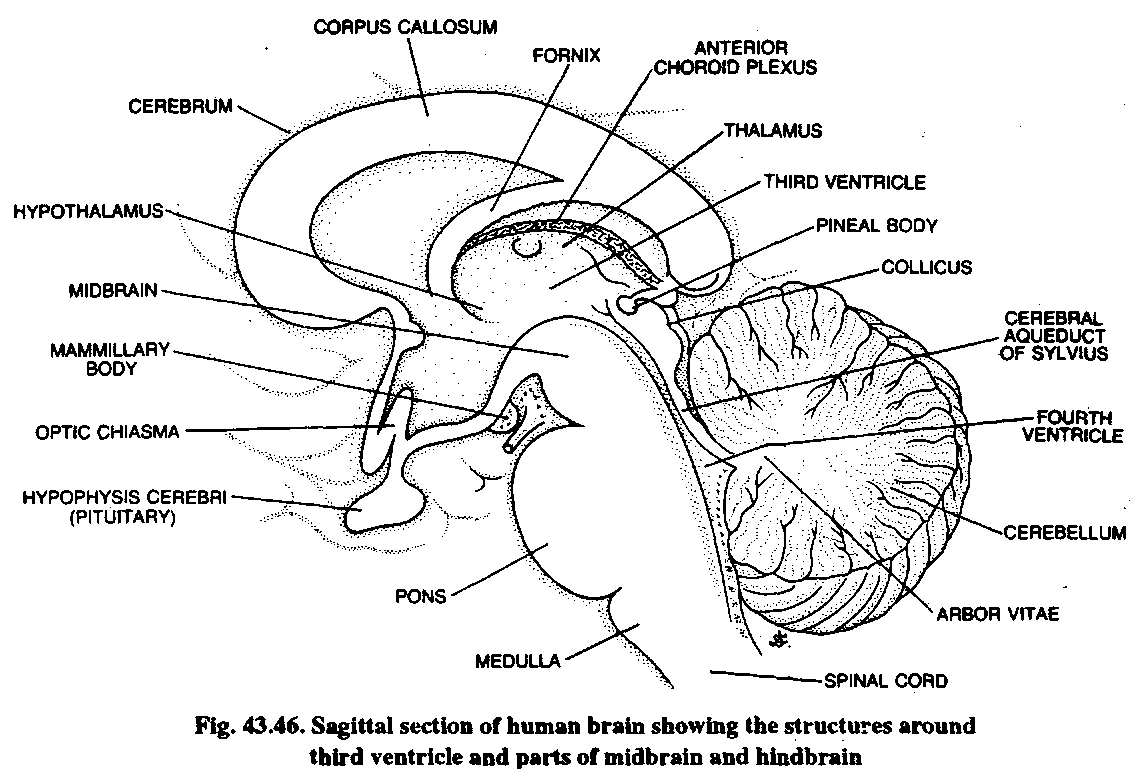 CORPUS CALLOSUM
FORNIX
ANTERIOR
CHOROID PLEXUS
CEREBRUM
THALAMUS
THIRD VENTRICLE
HYPOTHALAMUS
PINEAL BODY
COLLICUS
MIDBRAIN
CEREBRAL
AQUEDUCT
OF SYLVIUS
MAMMILLARY
BODY
FOURTH
VENTRICLE
OPTIC CHIASMA
HYPOPHYSIS CEREBRI
(PITUITARY)
CEREBELLUM
PONS
ARBOR VITAE
MEDULLA
SPINAL CORD
Fig. 43.46. Sagittal section of human brain showing the structures around
third ventricle and parts of midbrain and hindbrain